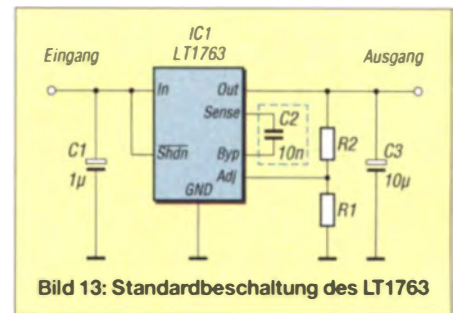 IC1
LT1763
Eingang
Ausgang
In
Out
Sense
C2
10n
Shdn
Byp
Adj
GND
C1
1µ
R2
C3
10µ
R1
Bild 13: Standardbeschaltung des LT1763